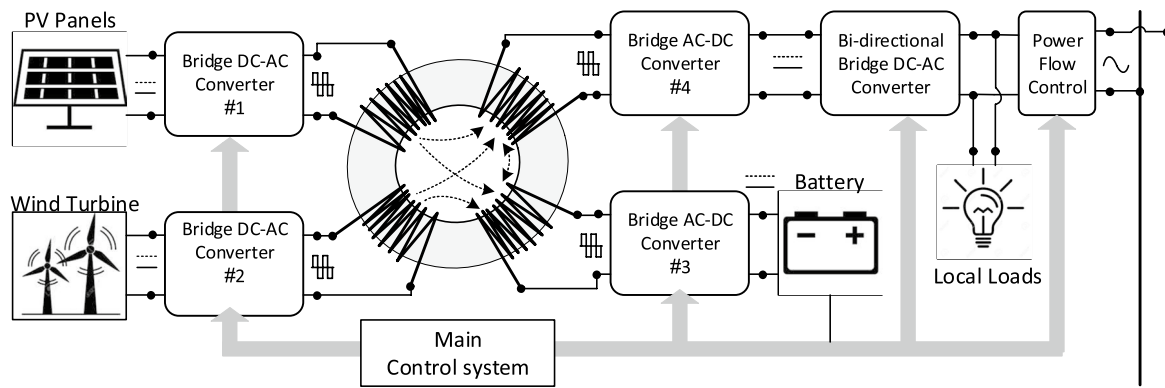 PV Panels
Bridge DC-AC
Converter
#1
Bridge AC-DC
Converter
#4
Bi-directional
Bridge DC-AC
Converter
Power
Flow
Control
Wind Turbine
Bridge DC-AC
Converter
#2
Bridge AC-DC
Converter
#3
Battery
Local Loads
Main
Control system